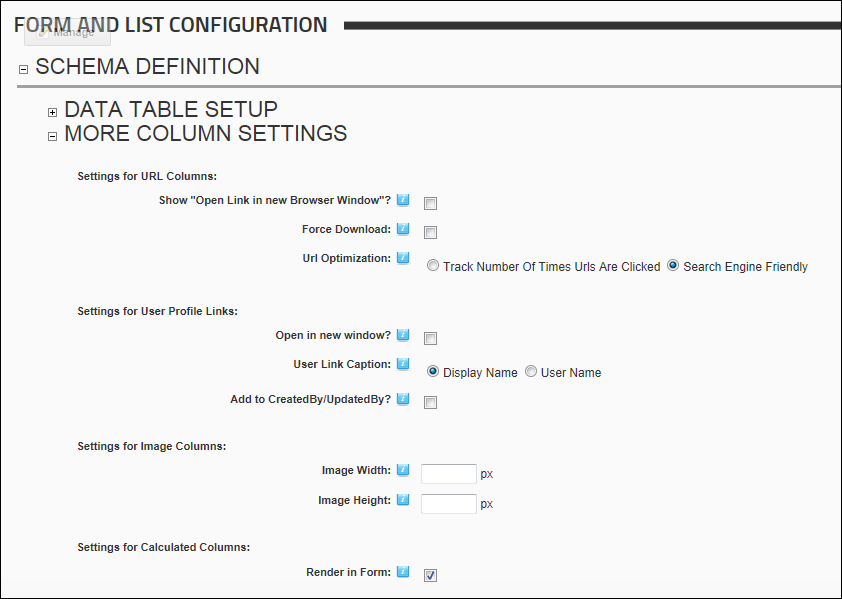 FORM AND LIST CONFIGURATION
Manage
SCHEMA DEFINITION
DATA TABLE SETUP
MORE COLUMN SETTINGS
Settings for URL Columns:
Show "Open Link in new Browser Window"?
Force Download:
Url Optimization:
Track Number Of Times Urls Are Clicked Search Engine Friendly
Settings for User Profile Links:
Open in new window?
User Link Caption:
Display Name User Name
Add to CreatedBy/UpdatedBy?
Settings for Image Columns:
Image Width: px
Image Height: px
Settings for Calculated Columns:
Render in Form: